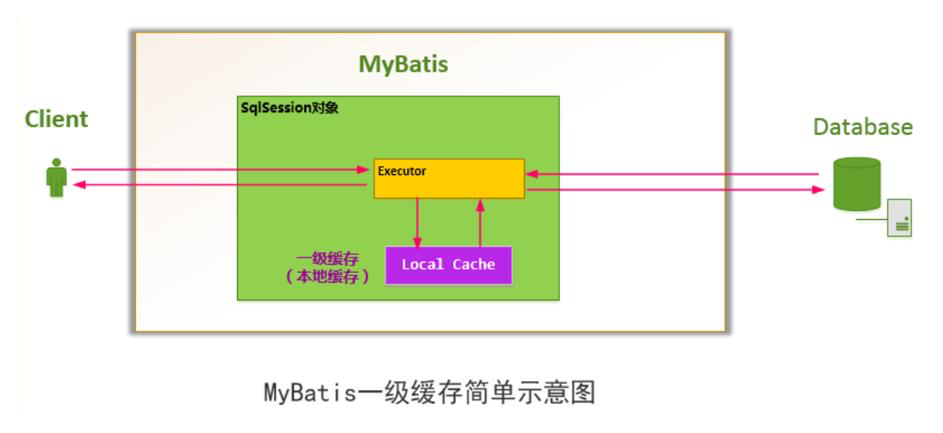 MyBatis
Client
SqlSession对象
Database
Executor
一级缓存
（本地缓存）
Local Cache
MyBatis一级缓存简单示意图